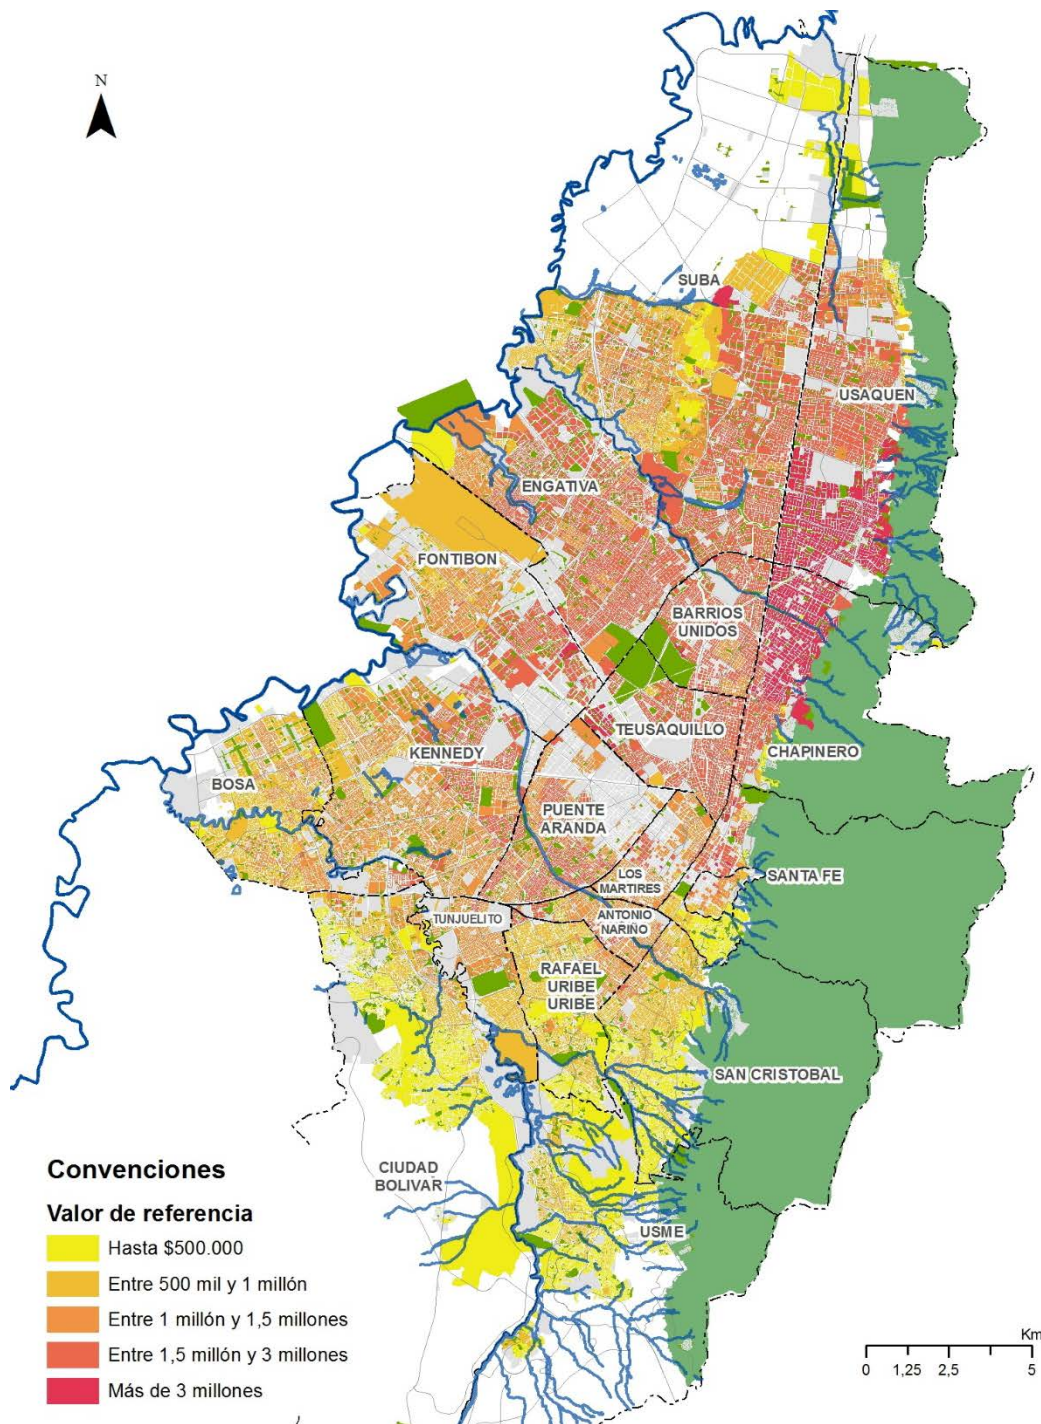 N
SUBA
USAQUEN
ENGATIVA
FONTIBON
BARRIOS
UNIDOS
TEUSAQUILLO
KENNEDY
CHAPINERO
BOSA
PUENTE
ARANDA
LOS
MARTIRES
SANTA FE
TUNJUELITO
ANTONIO
NARIÑO
RAFAEL
URIBE
URIBE
SAN CRISTOBAL
CIUDAD
BOLIVAR
USME
Convenciones
Valor de referencia
Hasta $500.000
Entre 500 mil y 1 millón
Entre 1 millón y 1,5 millones
Entre 1,5 millón y 3 millones
Más de 3 millones
Km
0 1,25 2,5 5